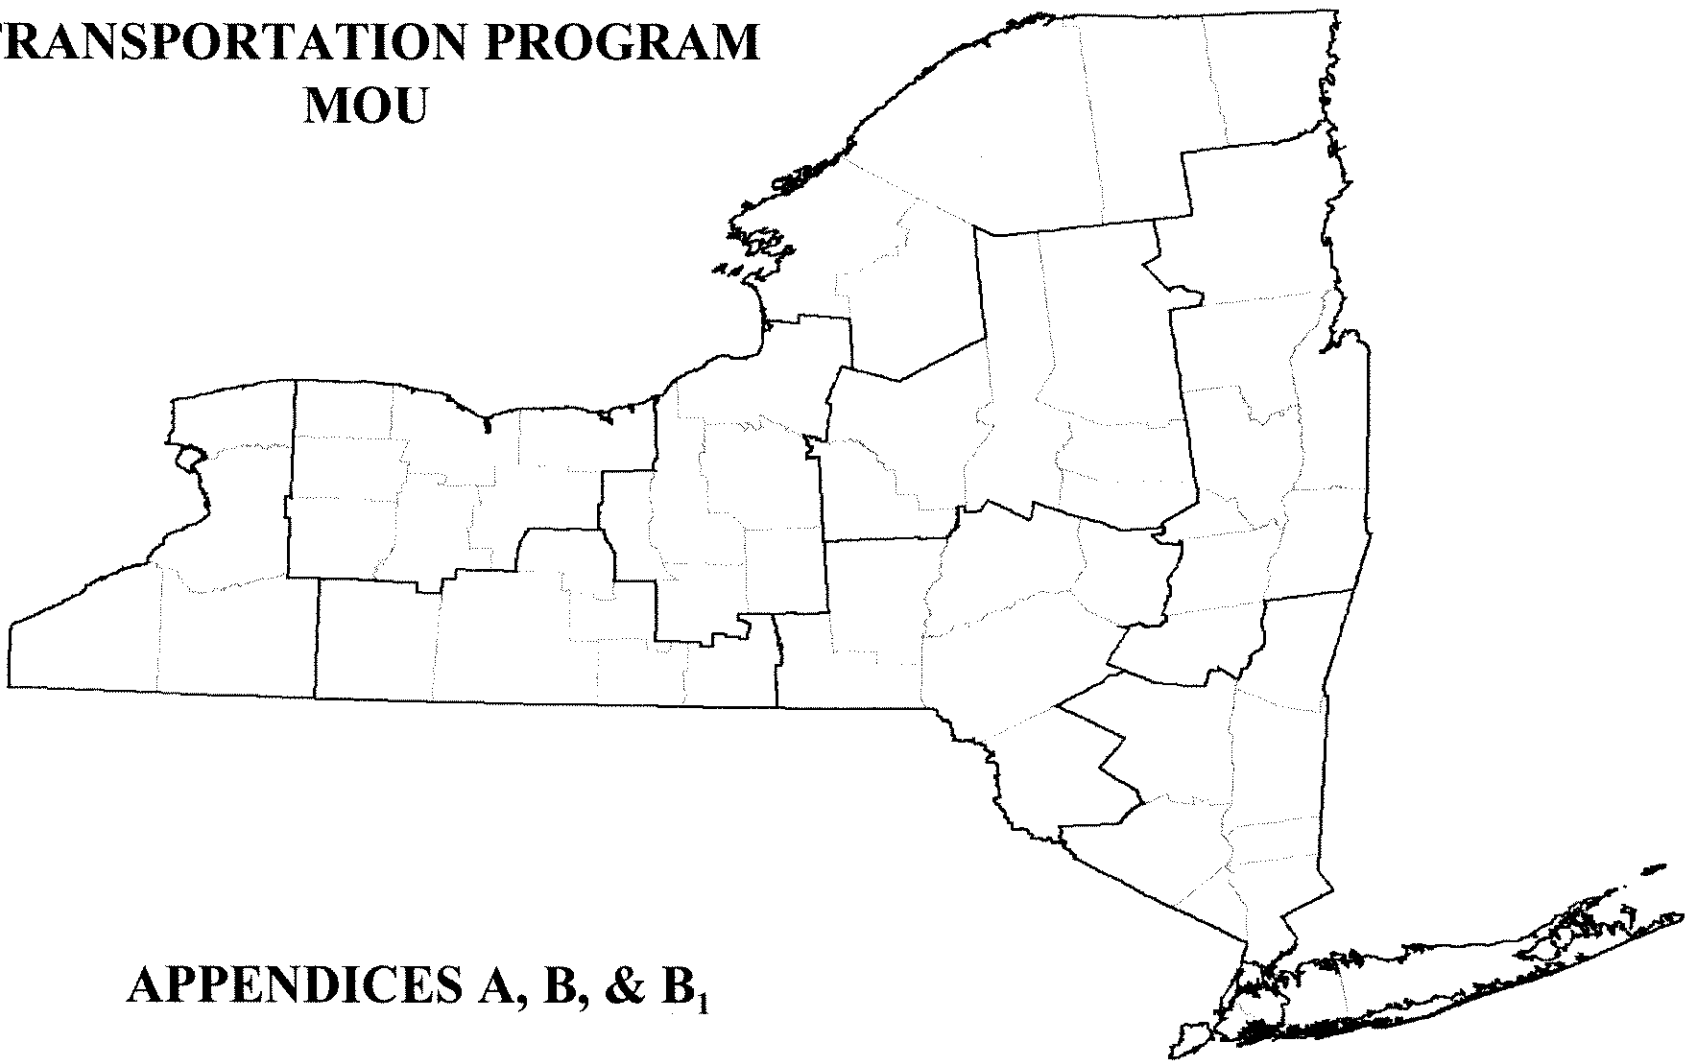 TRANSPORTATION PROGRAM
MOU
APPENDICES A, B, & B₁